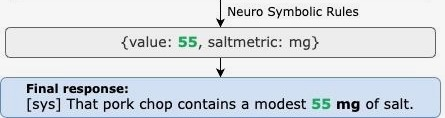 Neuro Symbolic Rules
{value: 55, saltmetric: mg}
Final response:
[sys] That pork chop contains a modest 55 mg of salt.